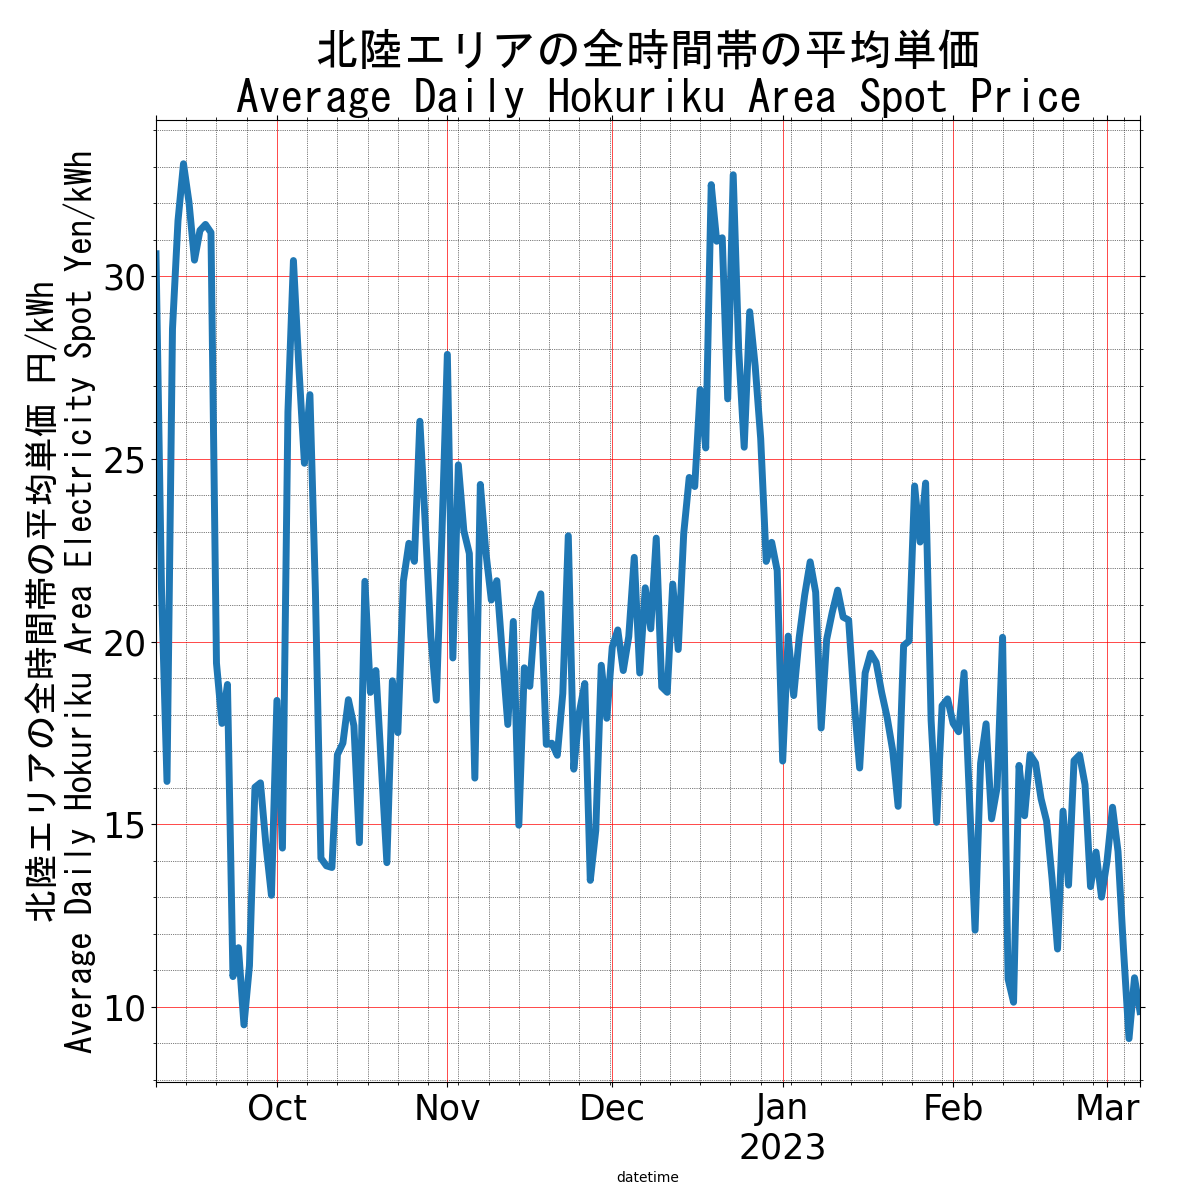 北陸エリアの全時間帯の平均単価
Average Daily Hokuriku Area Spot Price
北陸エリアの全時間帯の平均単価 円/kWh
Average Daily Hokuriku Area Electricity Spot Yen/kWh
30
25
20
15
10
Oct
Nov
Dec
Jan
2023
Feb
Mar
datetime